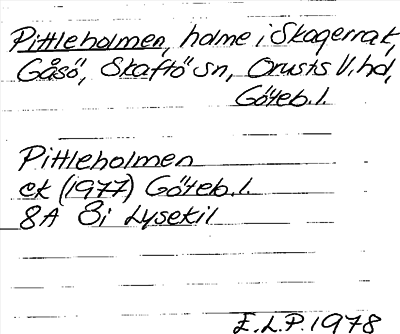 Pittleholmen, holme i Skagerrak,
Gåsö, Skaftö sn, Orusts V. hd,
Göteb. l.
Pittleholmen
ek (1977) Göteb. l.
8A 8i Lysekil
E.L.P. 1978